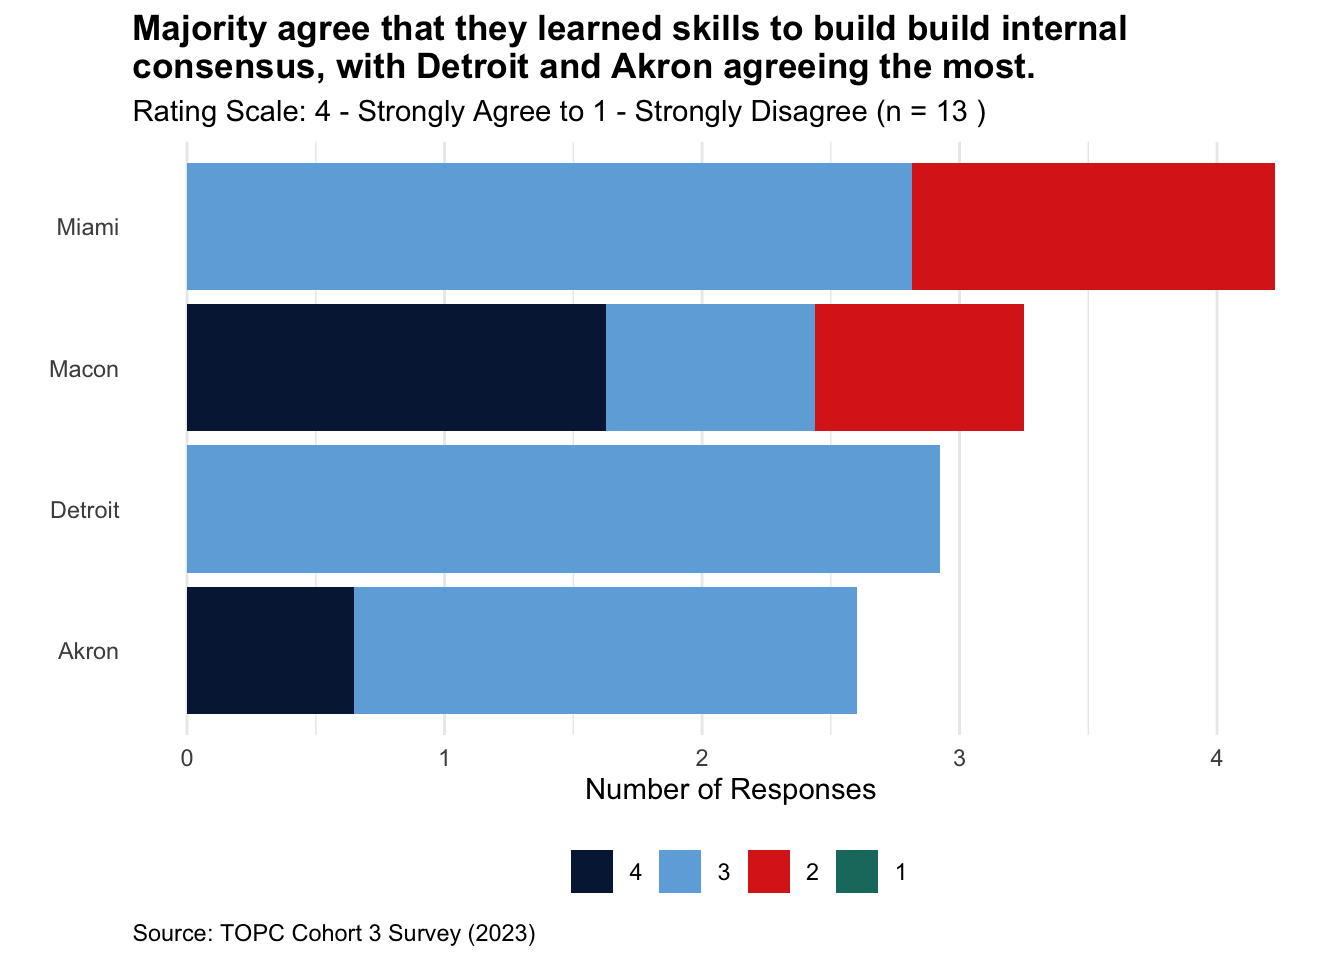 Majority agree that they learned skills to build build internal
consensus, with Detroit and Akron agreeing the most.
Rating Scale: 4 - Strongly Agree to 1 - Strongly Disagree (n = 13 )
Miami
Macon
Detroit
Akron
0 1 2 3 4
Number of Responses
4 3 2 1
Source: TOPC Cohort 3 Survey (2023)